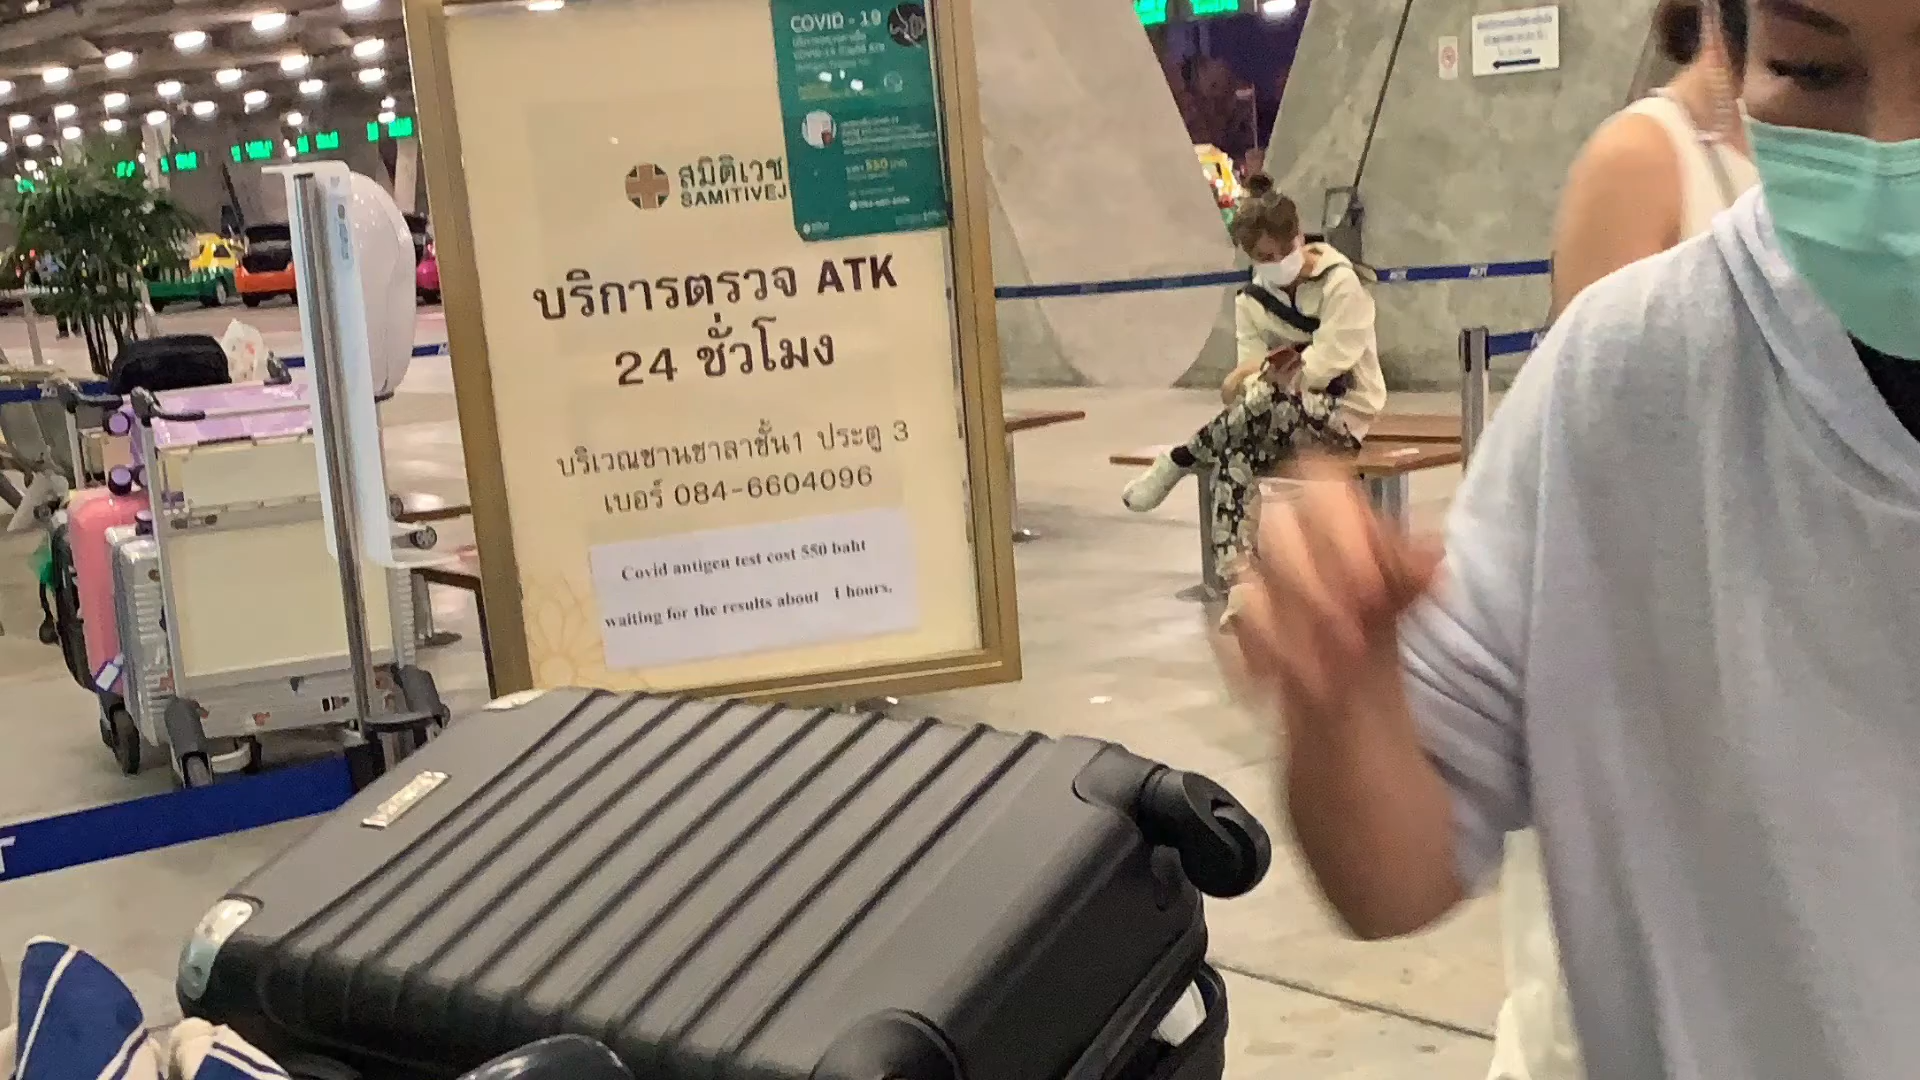 COVID - 19
550
สมิติเวช
SAMITIVEJ
บริการตรวจ ATK
24 ชั่วโมง
บริเวณชานชาลาชั้น1 ประตู 3
เบอร์ 084-6604096
Covid antigen test cost 550 baht
waiting for the results about 1 hours.
AOT